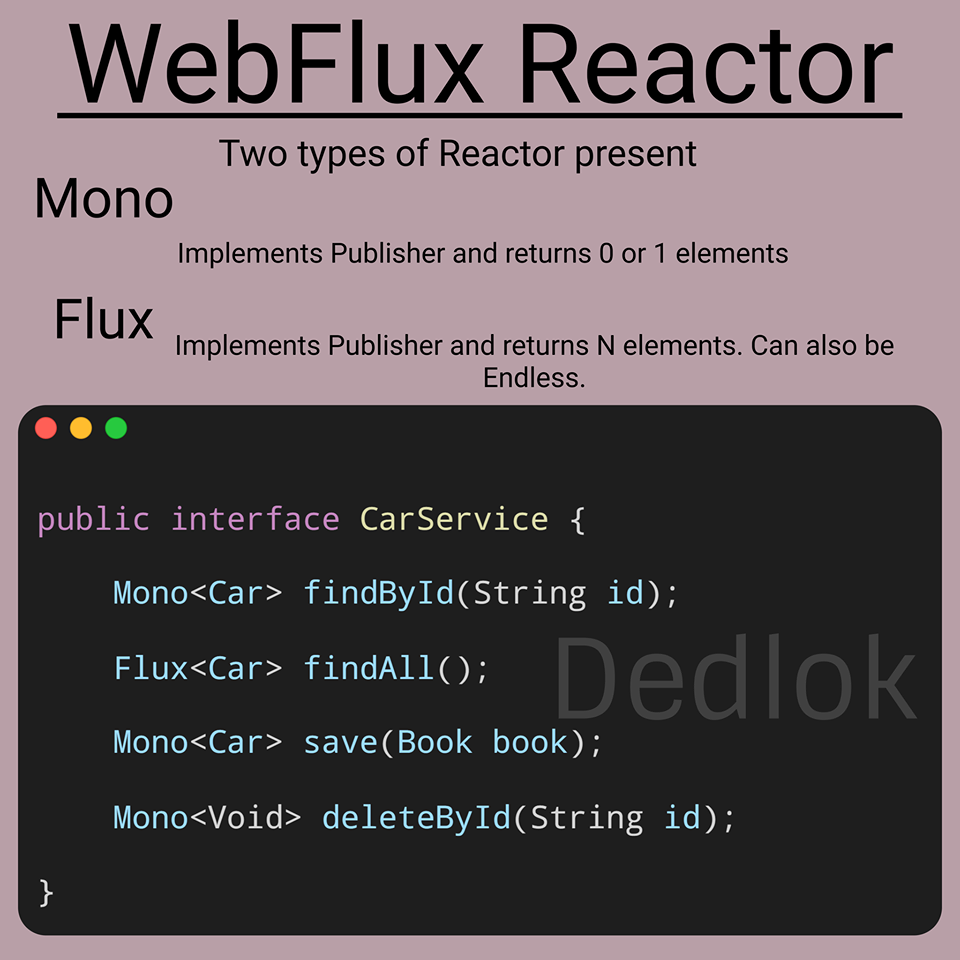 WebFlux Reactor
Two types of Reactor present
Mono
Implements Publisher and returns 0 or 1 elements
Flux
Implements Publisher and returns N elements. Can also be
Endless.
public interface CarService {
Mono<Car> findById(String id);
Flux<Car> findAll();
Dedlok
Mono<Car> save(Book book);
Mono<Void> deleteById(String id);
}